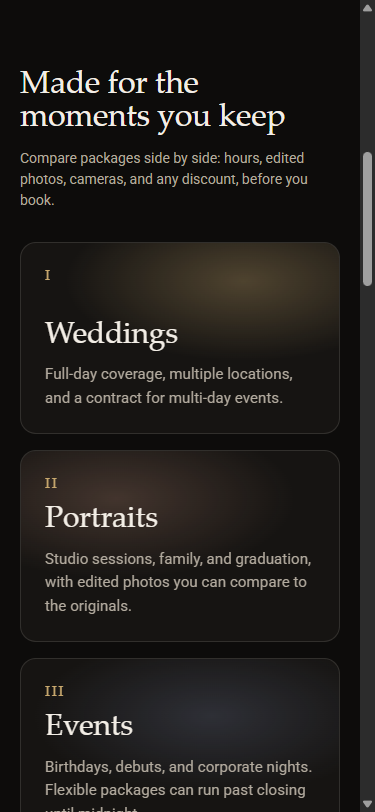 Made for the
moments you keep
Compare packages side by side: hours, edited
photos, cameras, and any discount, before you
book.
I
Weddings
Full-day coverage, multiple locations,
and a contract for multi-day events.
II
Portraits
Studio sessions, family, and graduation,
with edited photos you can compare to
the originals.
III
Events
Birthdays, debuts, and corporate nights.
Flexible packages can run past closing
until midnight.